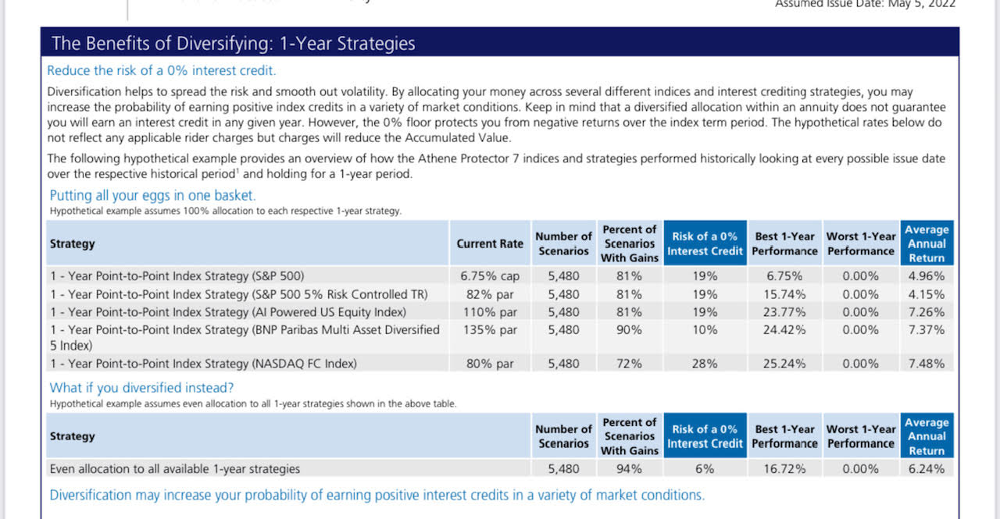 Assumed Issue Date: May 5, 2022
The Benefits of Diversifying: 1-Year Strategies
Reduce the risk of a 0% interest credit.
Diversification helps to spread the risk and smooth out volatility. By allocating your money across several different indices and interest crediting strategies, you may
increase the probability of earning positive index credits in a variety of market conditions. Keep in mind that a diversified allocation within an annuity does not guarantee
you will earn an interest credit in any given year. However, the 0% floor protects you from negative returns over the index term period. The hypothetical rates below do
not reflect any applicable rider charges but charges will reduce the Accumulated Value.
The following hypothetical example provides an overview of how the Athene Protector 7 indices and strategies performed historically looking at every possible issue date
over the respective historical period¹ and holding for a 1-year period.
Putting all your eggs in one basket.
Hypothetical example assumes 100% allocation to each respective 1-year strategy.
Strategy Current Rate Number of Scenarios Percent of Scenarios With Gains Risk of a 0% Interest Credit Best 1-Year Performance Worst 1-Year Performance Average Annual Return
1 - Year Point-to-Point Index Strategy (S&P 500) 6.75% cap 5,480 81% 19% 6.75% 0.00% 4.96%
1 - Year Point-to-Point Index Strategy (S&P 500 5% Risk Controlled TR) 82% par 5,480 81% 19% 15.74% 0.00% 4.15%
1 - Year Point-to-Point Index Strategy (AI Powered US Equity Index) 110% par 5,480 81% 19% 23.77% 0.00% 7.26%
1 - Year Point-to-Point Index Strategy (BNP Paribas Multi Asset Diversified 135% par 5,480 90% 10% 24.42% 0.00% 7.37%
5 Index)
1 - Year Point-to-Point Index Strategy (NASDAQ FC Index) 80% par 5,480 72% 28% 25.24% 0.00% 7.48%
What if you diversified instead?
Hypothetical example assumes even allocation to all 1-year strategies shown in the above table.
Strategy Number of Scenarios Percent of Scenarios With Gains Risk of a 0% Interest Credit Best 1-Year Performance Worst 1-Year Performance Average Annual Return
Even allocation to all available 1-year strategies 5,480 94% 6% 16.72% 0.00% 6.24%
Diversification may increase your probability of earning positive interest credits in a variety of market conditions.